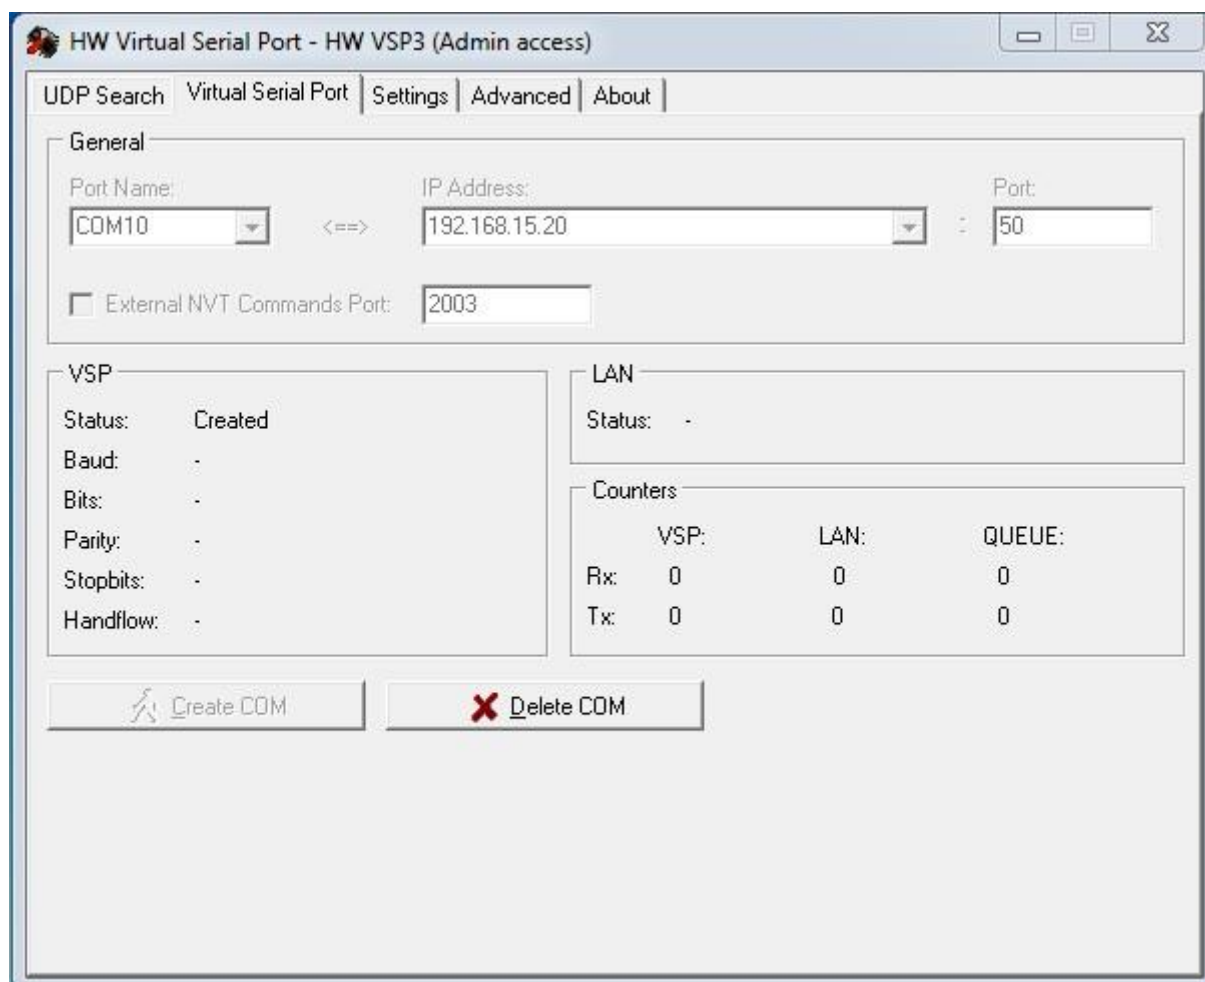 HW Virtual Serial Port - HW VSP3 (Admin access)
UDP Search Virtual Serial Port Settings Advanced About
General
Port Name: IP Address: Port:
COM10 <==> 192.168.15.20 : 50
External NVT Commands Port: 2003
VSP
Status: Created
Baud: -
Bits: -
Parity: -
Stopbits: -
Handflow: -
LAN
Status: -
Counters
VSP: LAN: QUEUE:
Rx: 0 0 0
Tx: 0 0 0
Create COM Delete COM